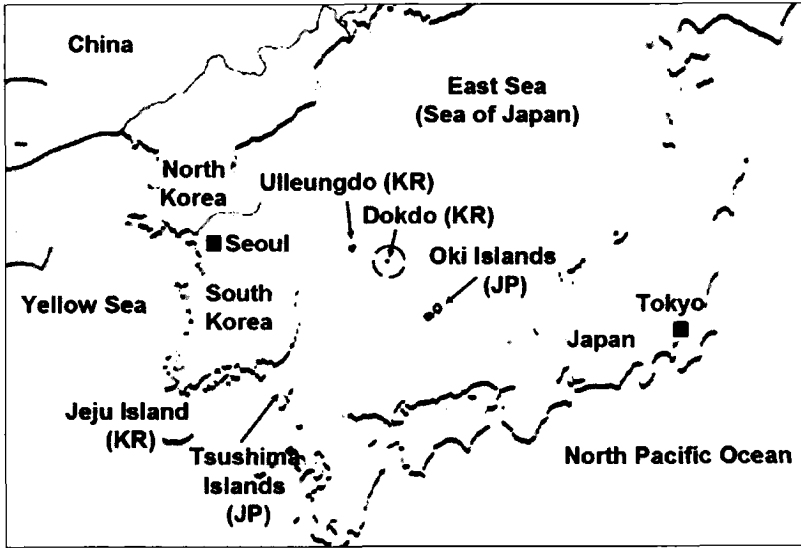 China
East Sea
(Sea of Japan)
North
Korea
Ulleungdo (KR)
Dokdo (KR)
Seoul
Oki Islands
(JP)
Yellow Sea
South
Korea
Tokyo
Japan
Jeju Island
(KR)
Tsushima
Islands
(JP)
North Pacific Ocean